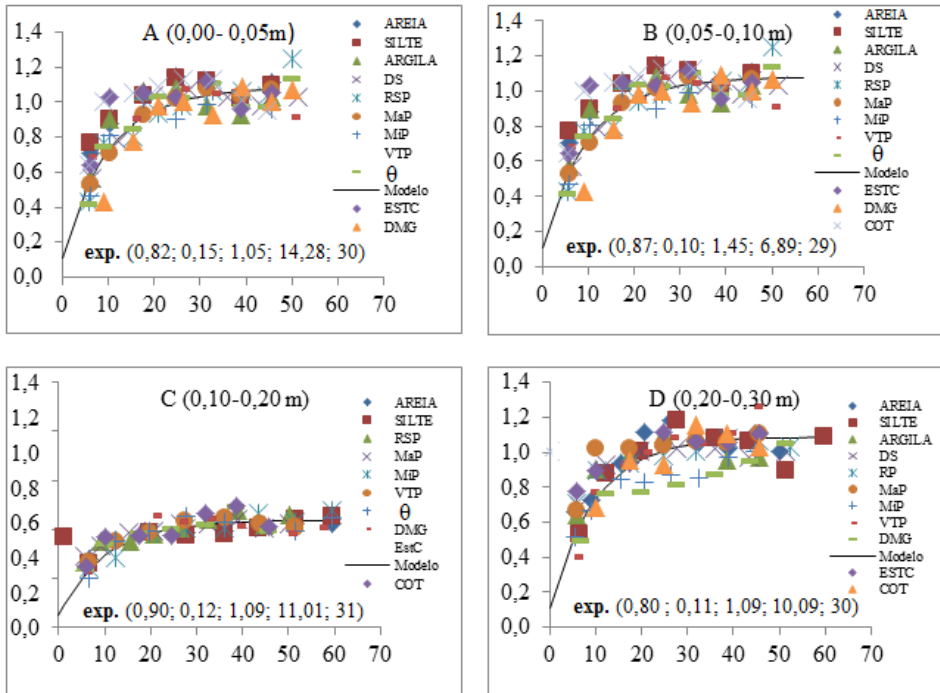 A (0,00- 0,05m)
1,4
1,2
1,0
0,8
0,6
0,4
0,2
0,0
0 10 20 30 40 50 60 70
exp. (0,82; 0,15; 1,05; 14,28; 30)
AREIA
SILTE
ARGILA
DS
RSP
MaP
MiP
VTP
θ
Modelo
ESTC
DMG
B (0,05-0,10m)
1,4
1,2
1,0
0,8
0,6
0,4
0,2
0,0
0 10 20 30 40 50 60 70
exp. (0,87; 0,10; 1,45; 6,89; 29)
AREIA
SILTE
ARGILA
DS
RSP
MaP
MiP
VTP
θ
Modelo
ESTC
DMG
COT
C (0,10-0,20 m)
1,4
1,2
1,0
0,8
0,6
0,4
0,2
0,0
0 10 20 30 40 50 60 70
exp. (0,90; 0,12; 1,09; 11,01; 31)
AREIA
SILTE
RSP
MaP
MiP
VTP
θ
DMG
EstC
Modelo
COT
D (0,20-0,30 m)
1,4
1,2
1,0
0,8
0,6
0,4
0,2
0,0
0 10 20 30 40 50 60 70
exp. (0,80 ; 0,11; 1,09; 10,09; 30)
AREIA
SILTE
ARGILA
DS
RP
MaP
MiP
VTP
DMG
Modelo
ESTC
COT